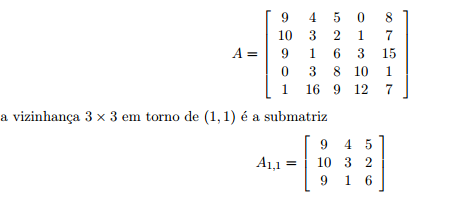 9 4 5 0 8
10 3 2 1 7
A = 9 1 6 3 15
0 3 8 10 1
1 16 9 12 7
a vizinhança 3 × 3 em torno de (1, 1) é a submatriz
9 4 5
A1,1 = 10 3 2
9 1 6